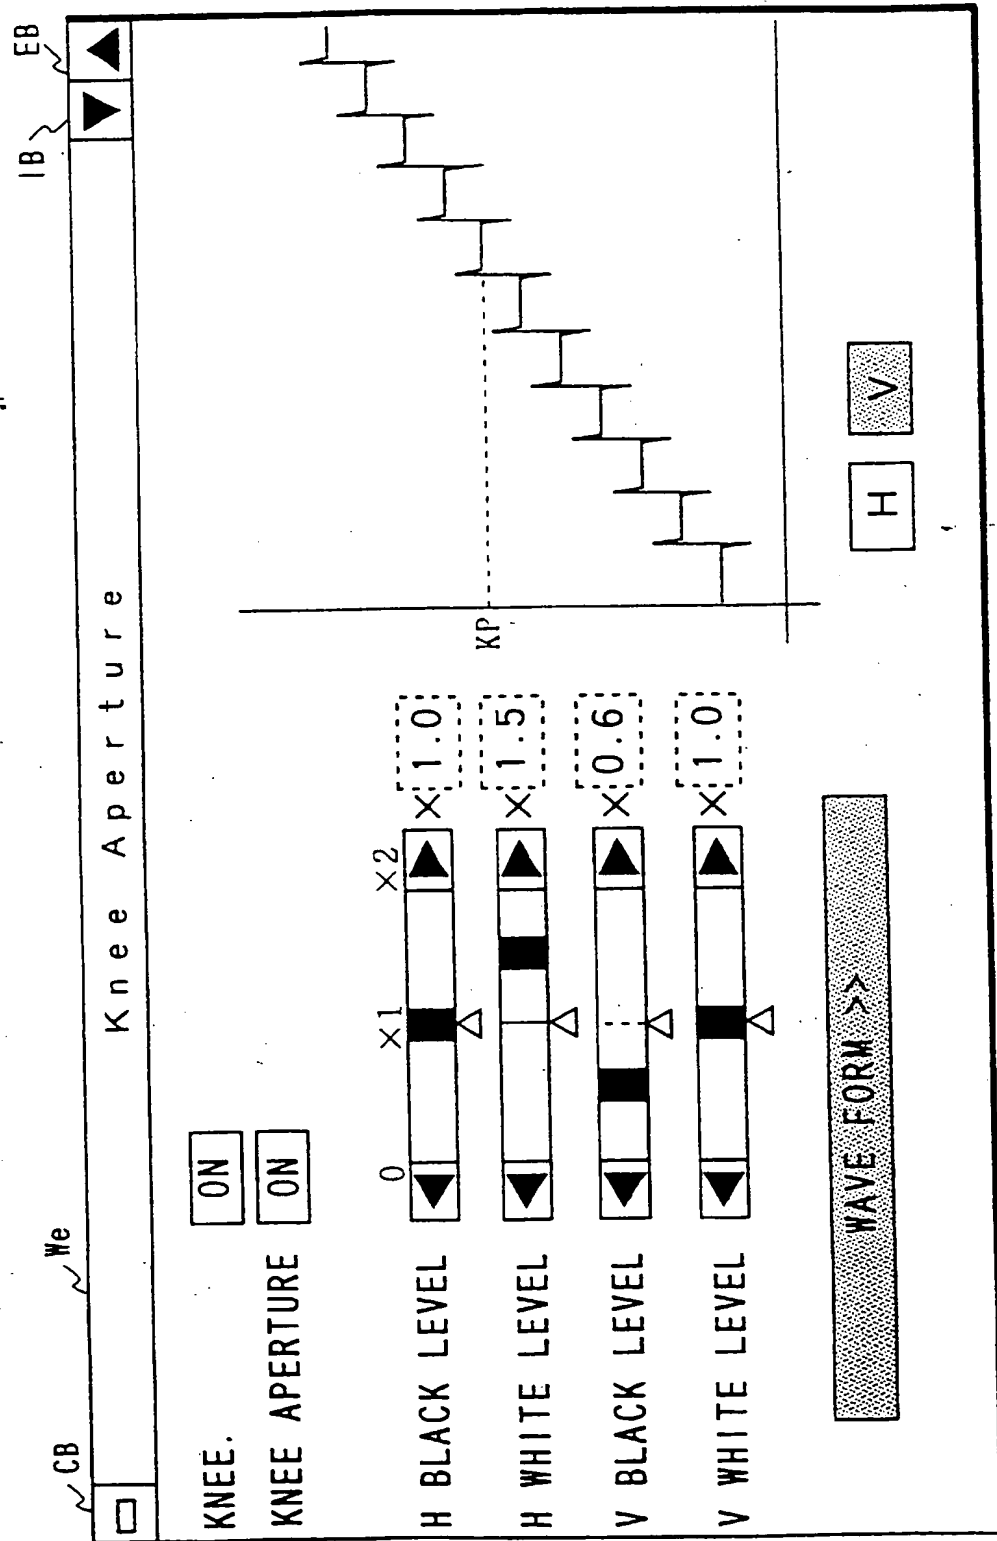 CB
We
IB
EB
Knee Aperture
KNEE.
ON
KNEE APERTURE
ON
0
×1
×2
H BLACK LEVEL
×1.0
H WHITE LEVEL
×1.5
V BLACK LEVEL
×0.6
V WHITE LEVEL
×1.0
KP
WAVE FORM >>
H
V